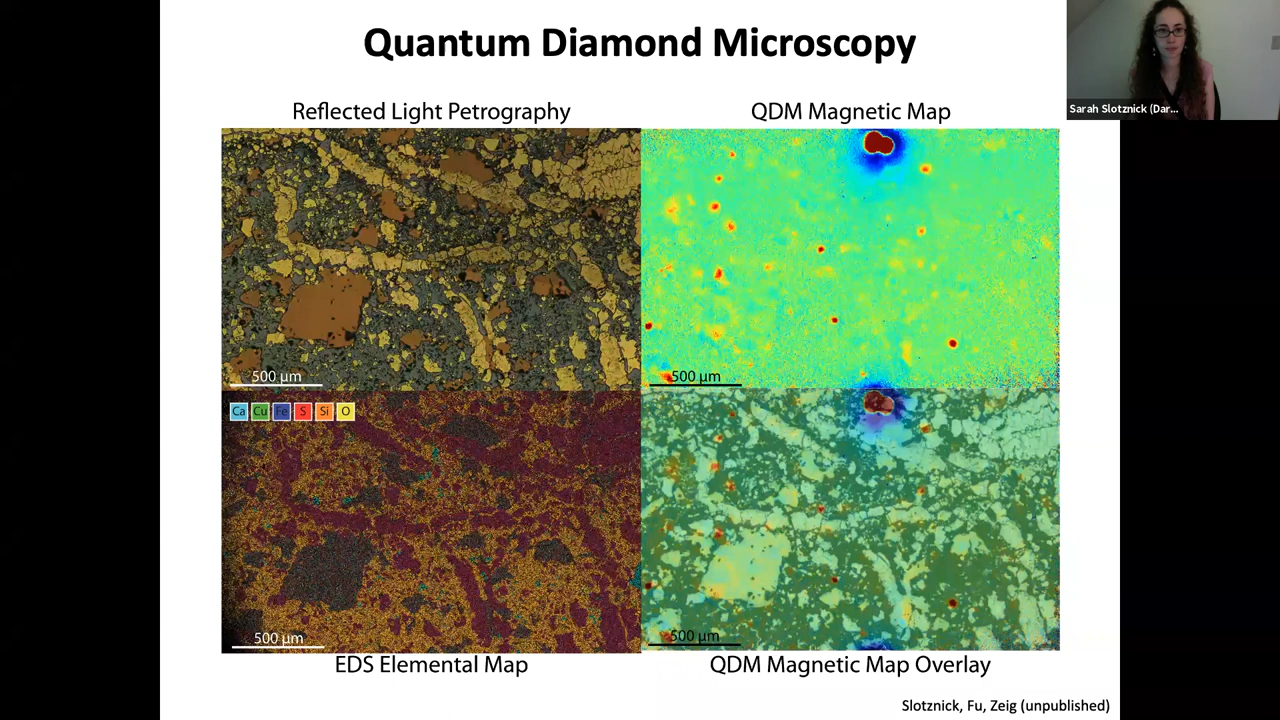 Quantum Diamond Microscopy
Sarah Slotznick (Dar...
Reflected Light Petrography
QDM Magnetic Map
500 µm
500 µm
Ca Cu Fe S Si O
500 µm
500 µm
EDS Elemental Map
QDM Magnetic Map Overlay
Slotznick, Fu, Zeig (unpublished)